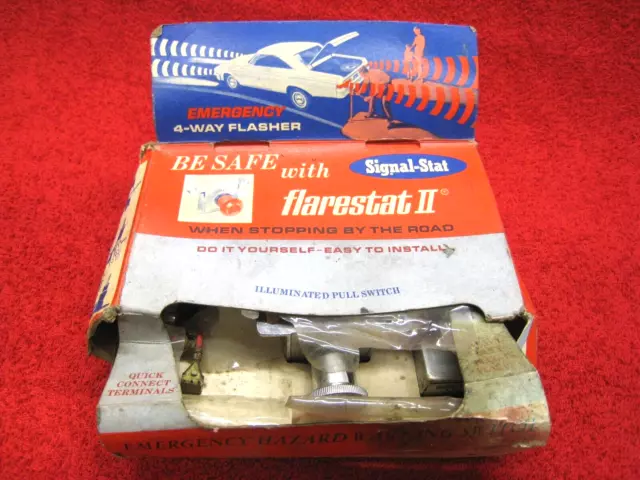 EMERGENCY
4-WAY FLASHER
BE SAFE with
Signal-Stat
flarestat II®
WHEN STOPPING BY THE ROAD
DO IT YOURSELF-EASY TO INSTALL
ILLUMINATED PULL SWITCH
QUICK
CONNECT
TERMINALS
EMERGENCY HAZARD WARNING